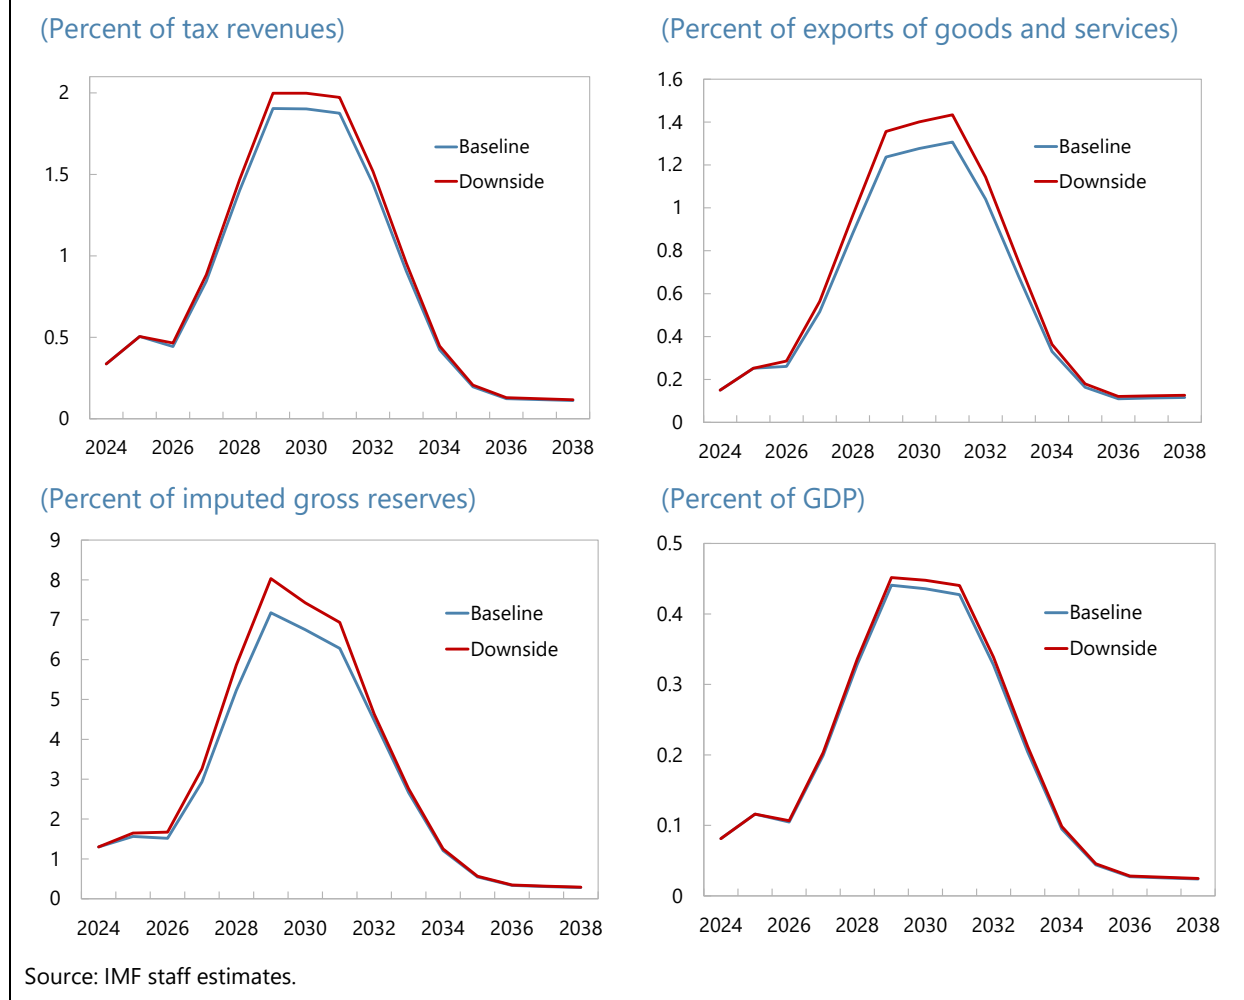 (Percent of tax revenues)
2
1.5
1
0.5
0
Baseline
Downside
2024 2026 2028 2030 2032 2034 2036 2038
(Percent of exports of goods and services)
1.6
1.4
1.2
1
0.8
0.6
0.4
0.2
0
Baseline
Downside
2024 2026 2028 2030 2032 2034 2036 2038
(Percent of imputed gross reserves)
9
8
7
6
5
4
3
2
1
0
Baseline
Downside
2024 2026 2028 2030 2032 2034 2036 2038
(Percent of GDP)
0.5
0.4
0.3
0.2
0.1
0
Baseline
Downside
2024 2026 2028 2030 2032 2034 2036 2038
Source: IMF staff estimates.